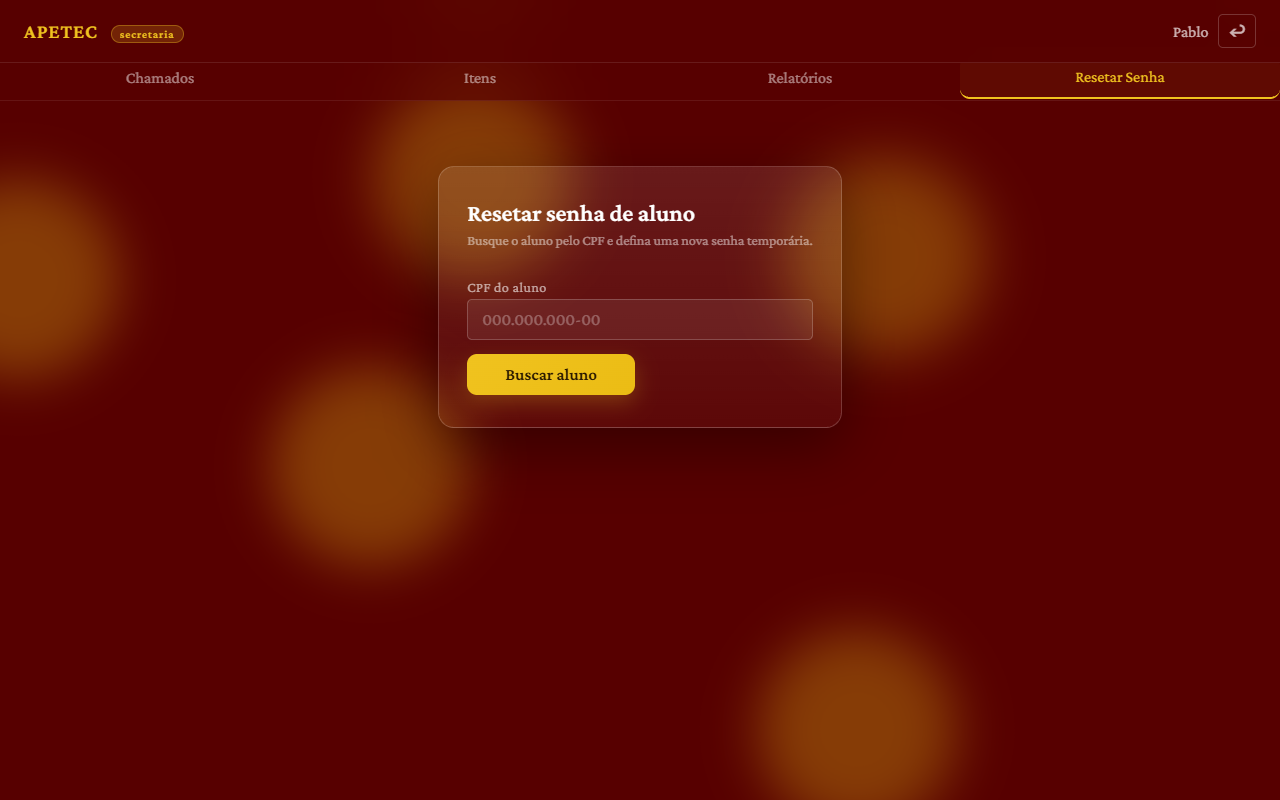 APETEC
secretaria
Pablo
Chamados
Itens
Relatórios
Resetar Senha
Resetar senha de aluno
Busque o aluno pelo CPF e defina uma nova senha temporária.
CPF do aluno
000.000.000-00
Buscar aluno